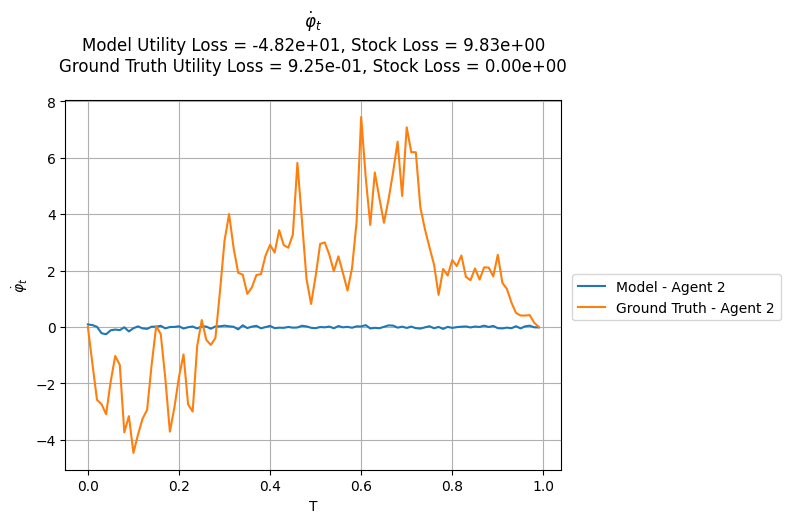 φ̇ₜ
Model Utility Loss = -4.82e+01, Stock Loss = 9.83e+00
Ground Truth Utility Loss = 9.25e-01, Stock Loss = 0.00e+00
8
6
4
2
0
−2
−4
φ̇ₜ
0.0 0.2 0.4 0.6 0.8 1.0
T
Model - Agent 2
Ground Truth - Agent 2